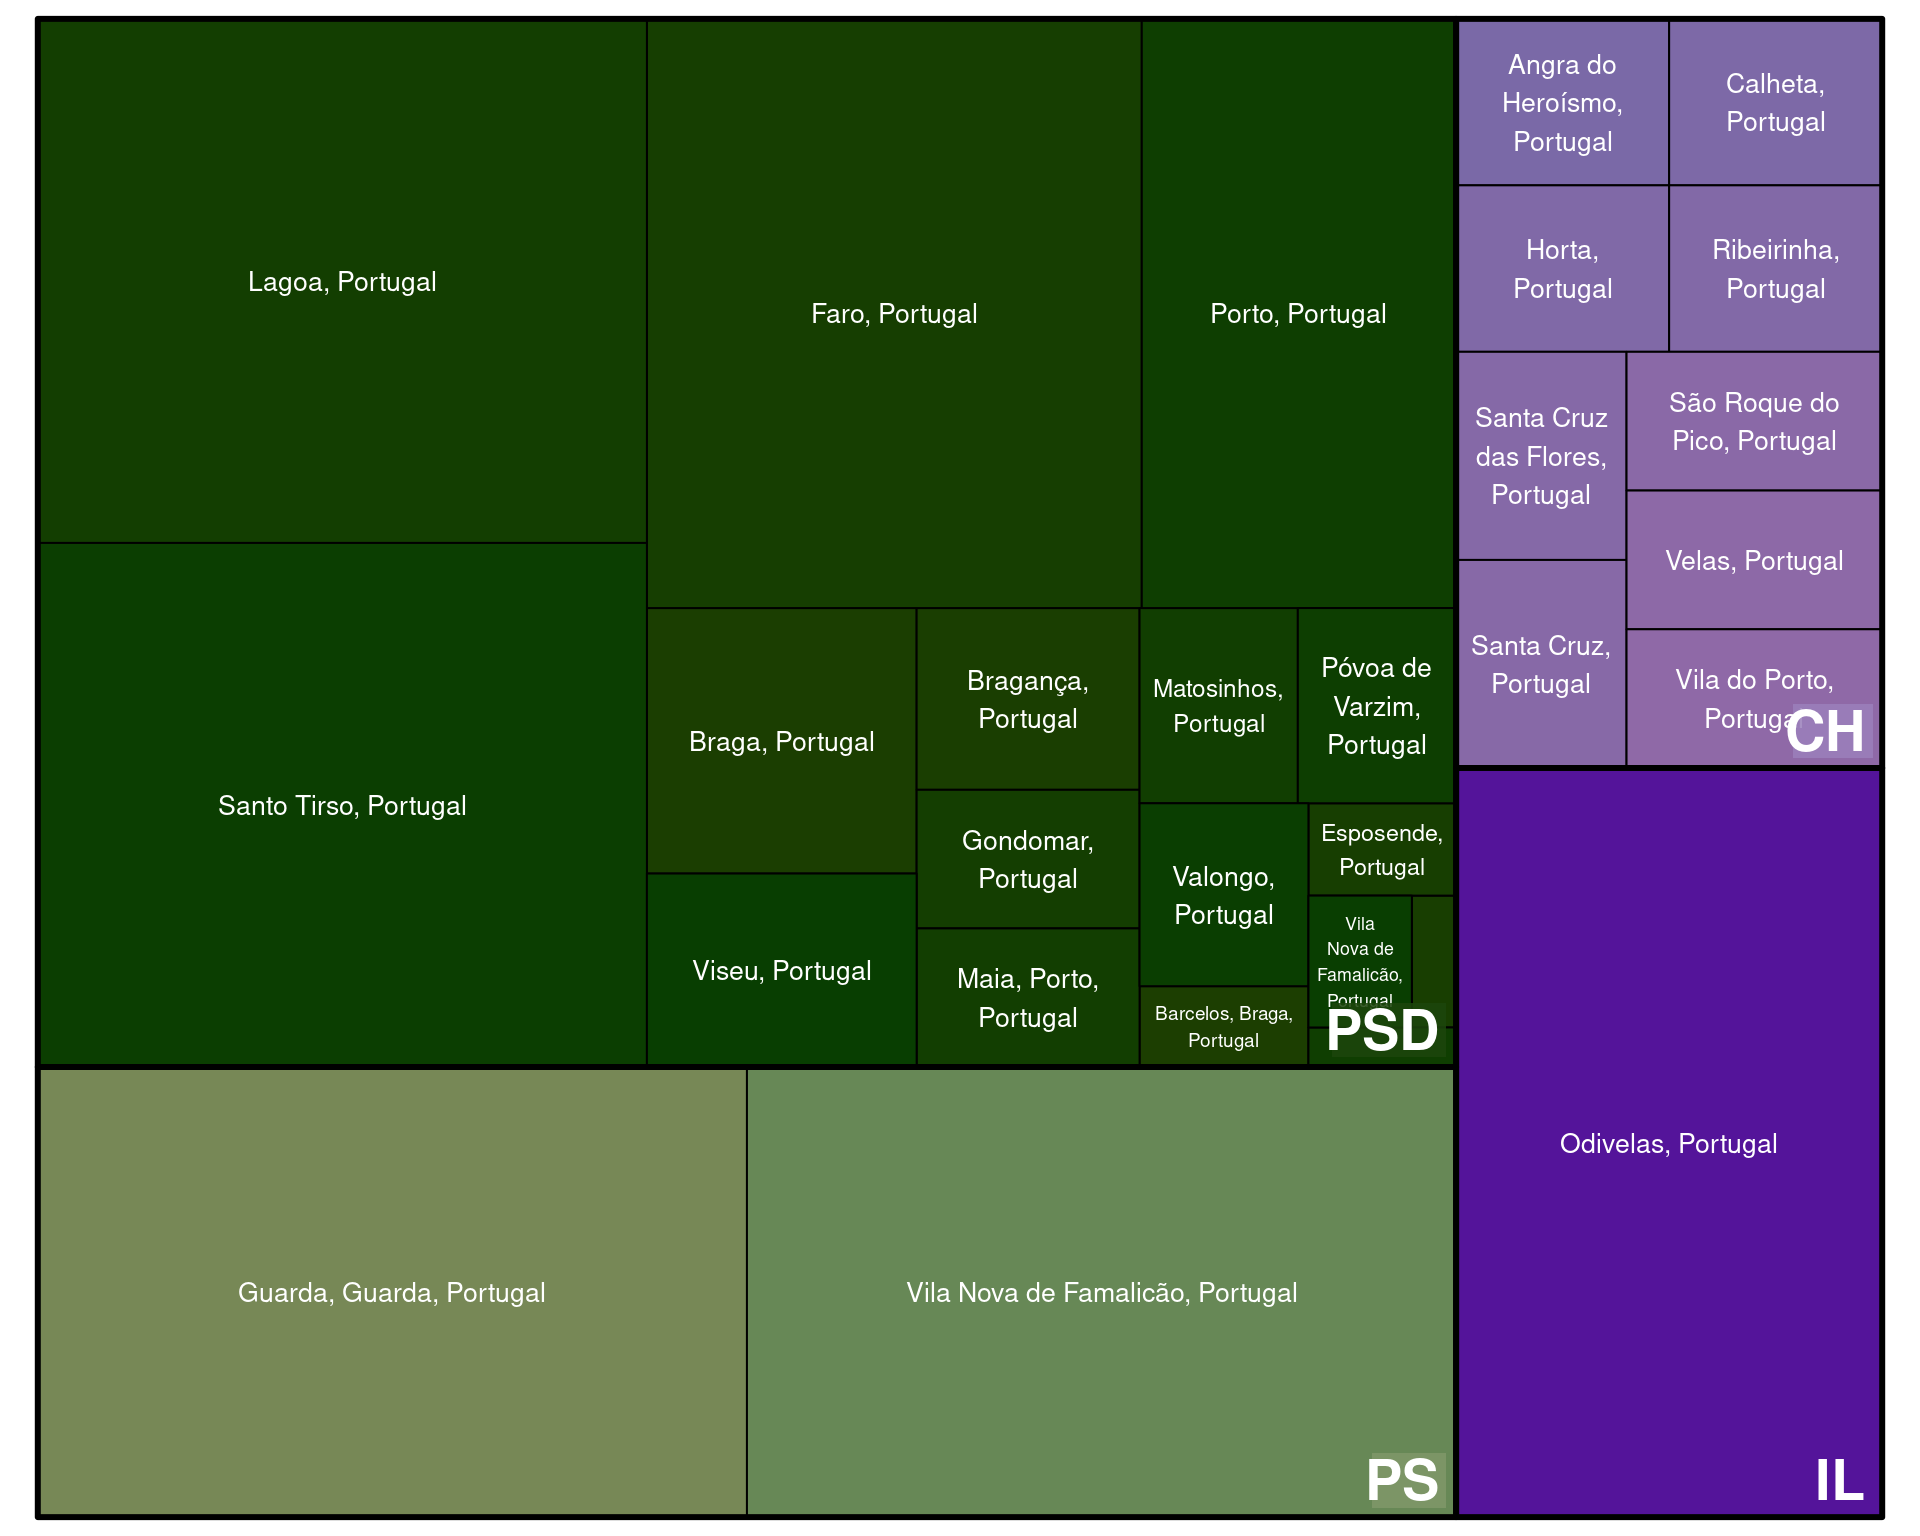 Lagoa, Portugal
Faro, Portugal
Porto, Portugal
Santo Tirso, Portugal
Braga, Portugal
Bragança,
Portugal
Matosinhos,
Portugal
Póvoa de
Varzim,
Portugal
Viseu, Portugal
Gondomar,
Portugal
Maia, Porto,
Portugal
Valongo,
Portugal
Barcelos, Braga,
Portugal
Esposende,
Portugal
Vila
Nova de
Famalicão,
Portugal
PSD
Guarda, Guarda, Portugal
Vila Nova de Famalicão, Portugal
PS
Angra do
Heroísmo,
Portugal
Calheta,
Portugal
Horta,
Portugal
Ribeirinha,
Portugal
Santa Cruz
das Flores,
Portugal
São Roque do
Pico, Portugal
Velas, Portugal
Santa Cruz,
Portugal
Vila do Porto,
Portugal
CH
Odivelas, Portugal
IL